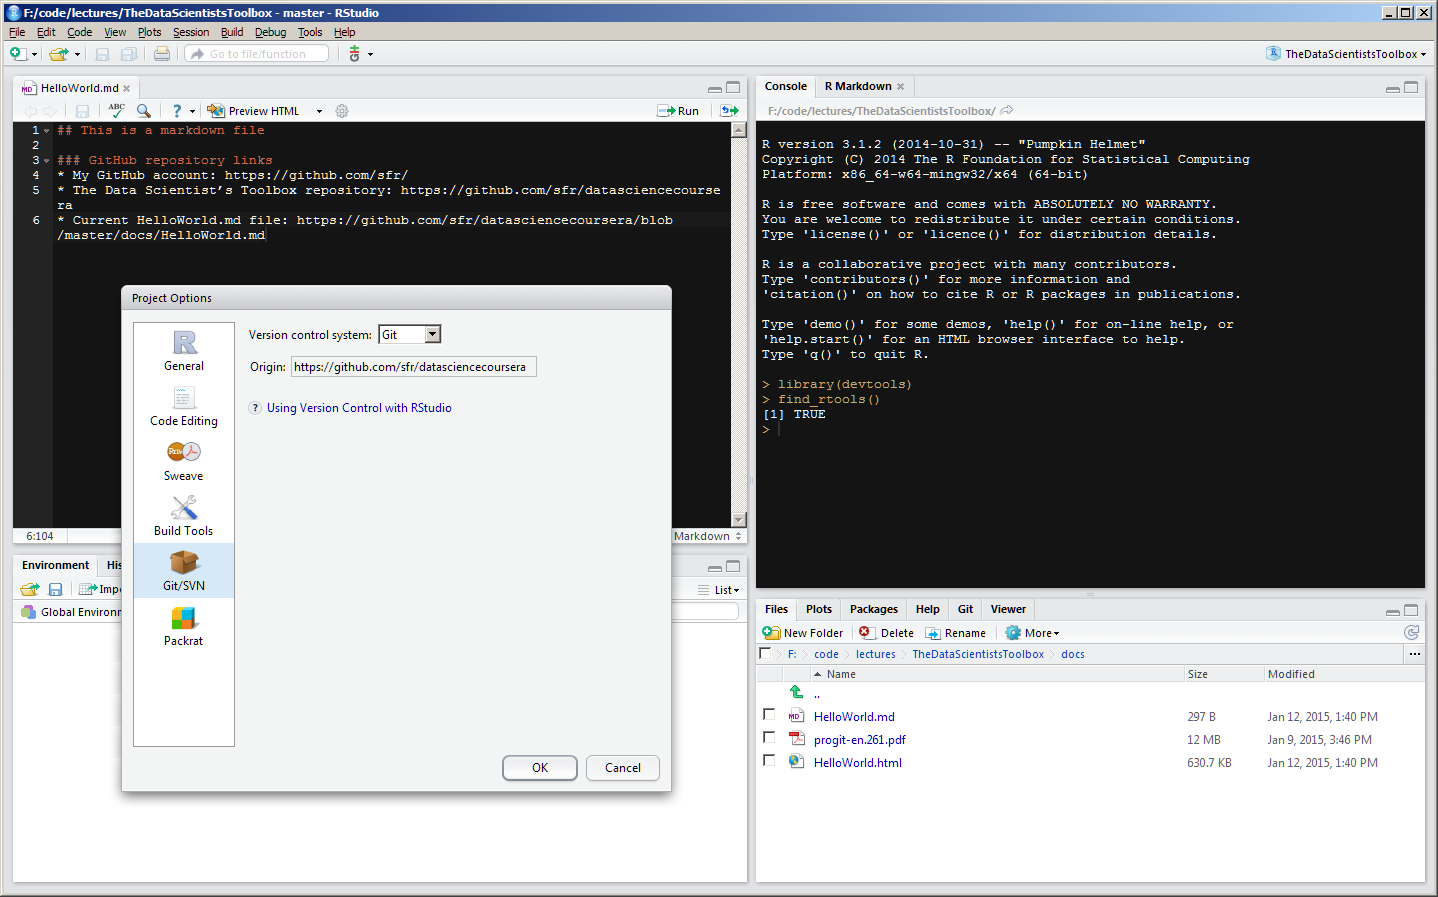 F:/code/lectures/TheDataScientistsToolbox - master - RStudio
File Edit Code View Plots Session Build Debug Tools Help
Go to file/function
TheDataScientistsToolbox
HelloWorld.md
ABC
Preview HTML
Run
1 ## This is a markdown file
2
3 ### GitHub repository links
4 * My GitHub account: https://github.com/sfr/
5 * The Data Scientist’s Toolbox repository: https://github.com/sfr/datasciencecourse
ra
6 * Current HelloWorld.md file: https://github.com/sfr/datasciencecoursera/blob
/master/docs/HelloWorld.md
6:104
Markdown
Project Options
General
Code Editing
Sweave
Build Tools
Git/SVN
Packrat
Version control system: Git
Origin: https://github.com/sfr/datasciencecoursera
? Using Version Control with RStudio
OK Cancel
Environment His
Impo
List
Global Environm
Console R Markdown
F:/code/lectures/TheDataScientistsToolbox/
R version 3.1.2 (2014-10-31) -- "Pumpkin Helmet"
Copyright (C) 2014 The R Foundation for Statistical Computing
Platform: x86_64-w64-mingw32/x64 (64-bit)
R is free software and comes with ABSOLUTELY NO WARRANTY.
You are welcome to redistribute it under certain conditions.
Type 'license()' or 'licence()' for distribution details.
R is a collaborative project with many contributors.
Type 'contributors()' for more information and
'citation()' on how to cite R or R packages in publications.
Type 'demo()' for some demos, 'help()' for on-line help, or
'help.start()' for an HTML browser interface to help.
Type 'q()' to quit R.
> library(devtools)
> find_rtools()
[1] TRUE
>
Files Plots Packages Help Git Viewer
New Folder Delete Rename More
F: code lectures TheDataScientistsToolbox docs ...
Name Size Modified
..
HelloWorld.md 297 B Jan 12, 2015, 1:40 PM
progit-en.261.pdf 12 MB Jan 9, 2015, 3:46 PM
HelloWorld.html 630.7 KB Jan 12, 2015, 1:40 PM